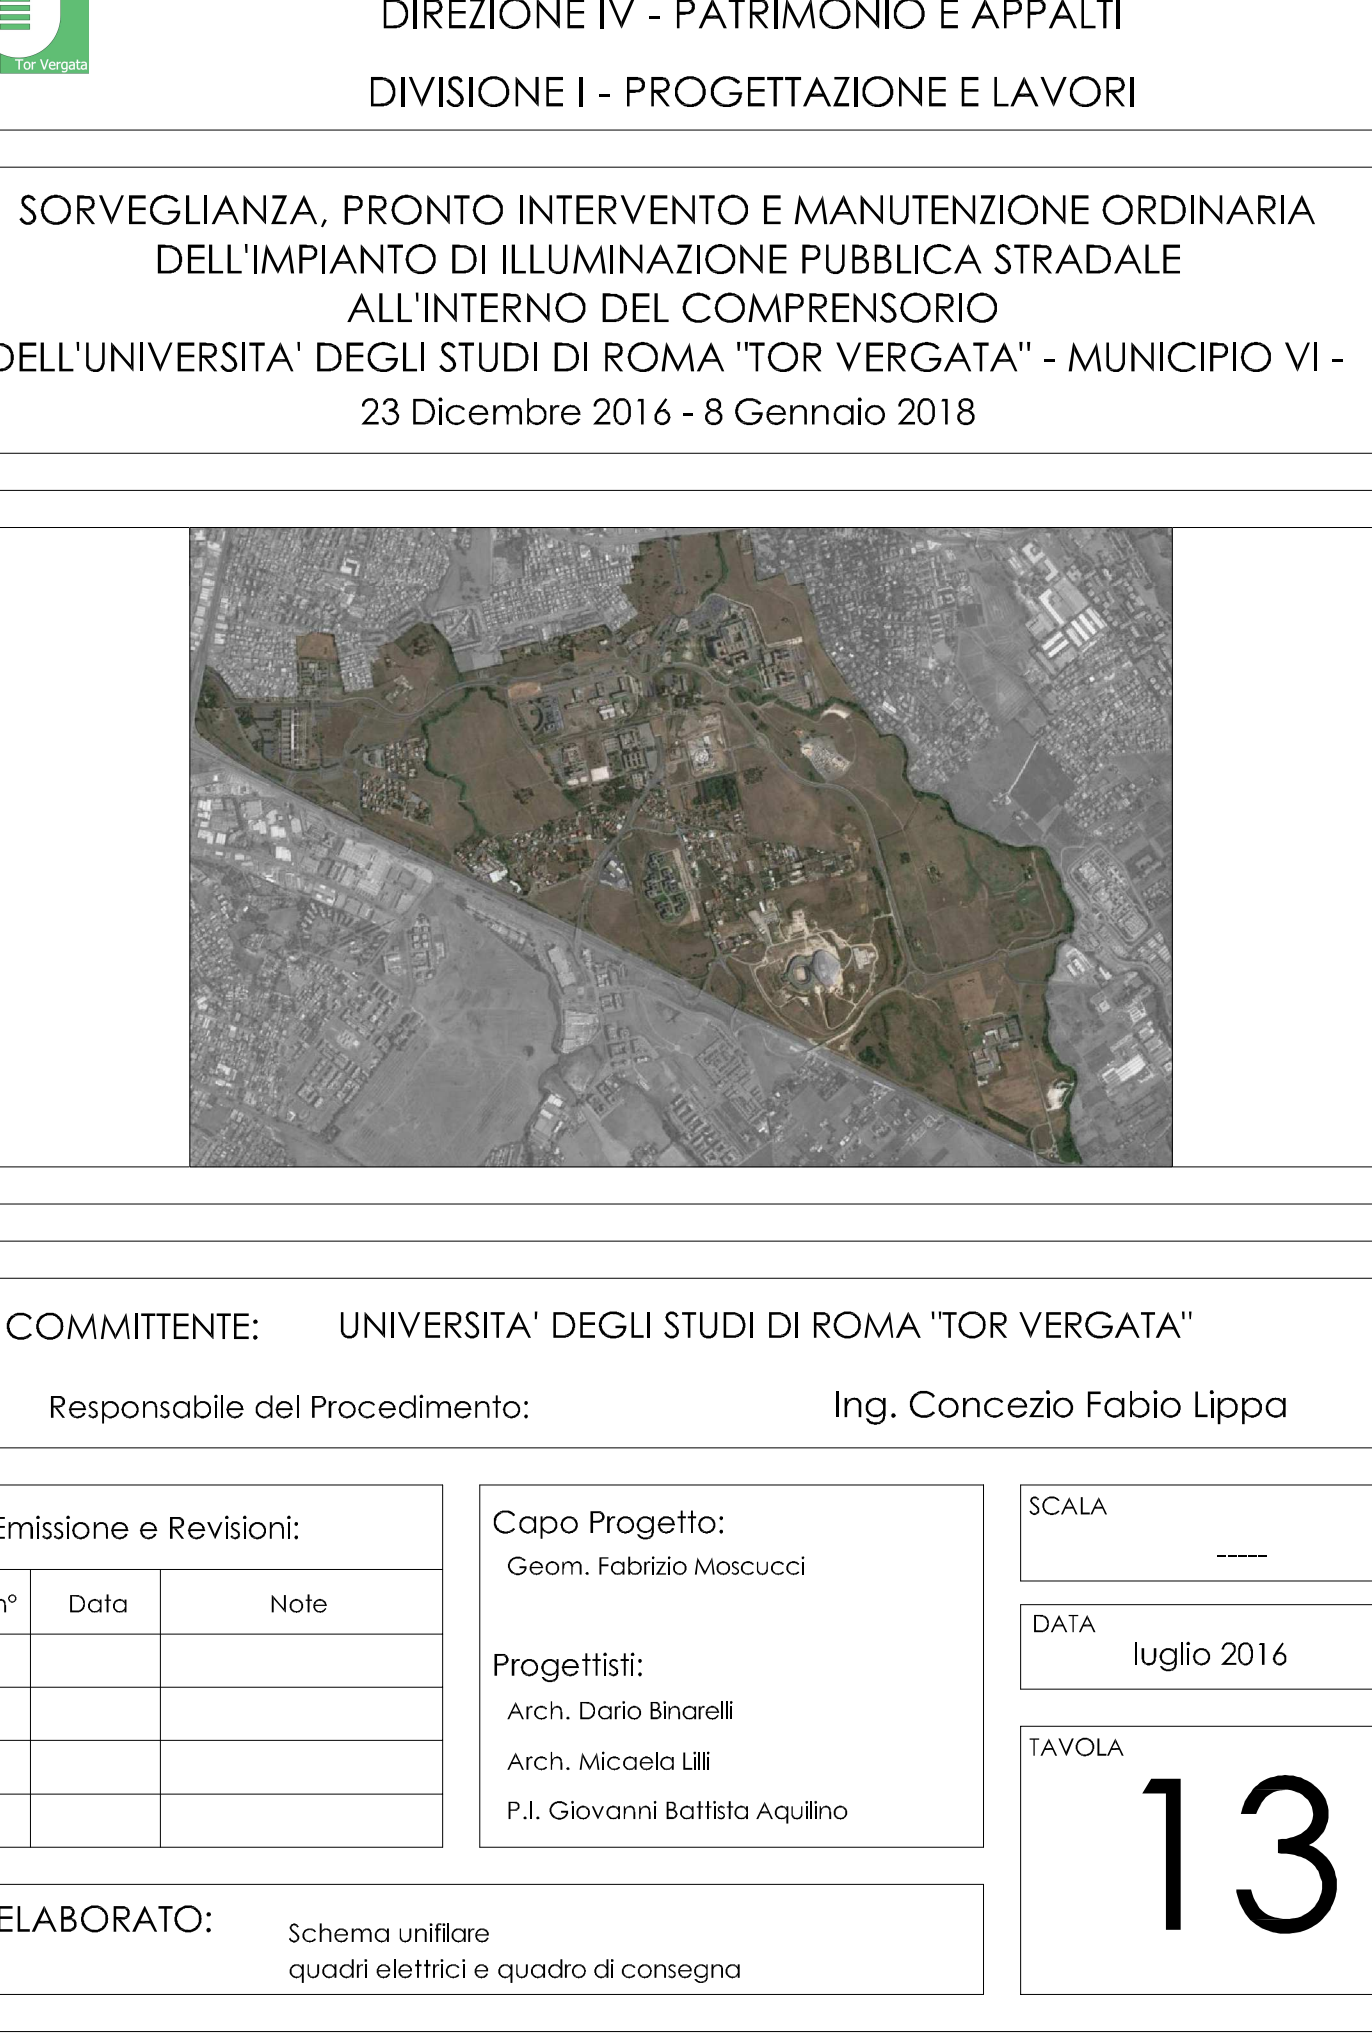 Tor Vergata
DIREZIONE IV - PATRIMONIO E APPALTI
DIVISIONE I - PROGETTAZIONE E LAVORI
SORVEGLIANZA, PRONTO INTERVENTO E MANUTENZIONE ORDINARIA
DELL'IMPIANTO DI ILLUMINAZIONE PUBBLICA STRADALE
ALL'INTERNO DEL COMPRENSORIO
DELL'UNIVERSITA' DEGLI STUDI DI ROMA "TOR VERGATA" - MUNICIPIO VI -
23 Dicembre 2016 - 8 Gennaio 2018
COMMITTENTE: UNIVERSITA' DEGLI STUDI DI ROMA "TOR VERGATA"
Responsabile del Procedimento: Ing. Concezio Fabio Lippa
Emissione e Revisioni:
n° Data Note
Capo Progetto:
Geom. Fabrizio Moscucci
Progettisti:
Arch. Dario Binarelli
Arch. Micaela Lilli
P.I. Giovanni Battista Aquilino
SCALA
-----
DATA
luglio 2016
TAVOLA
13
ELABORATO: Schema unifilare
quadri elettrici e quadro di consegna